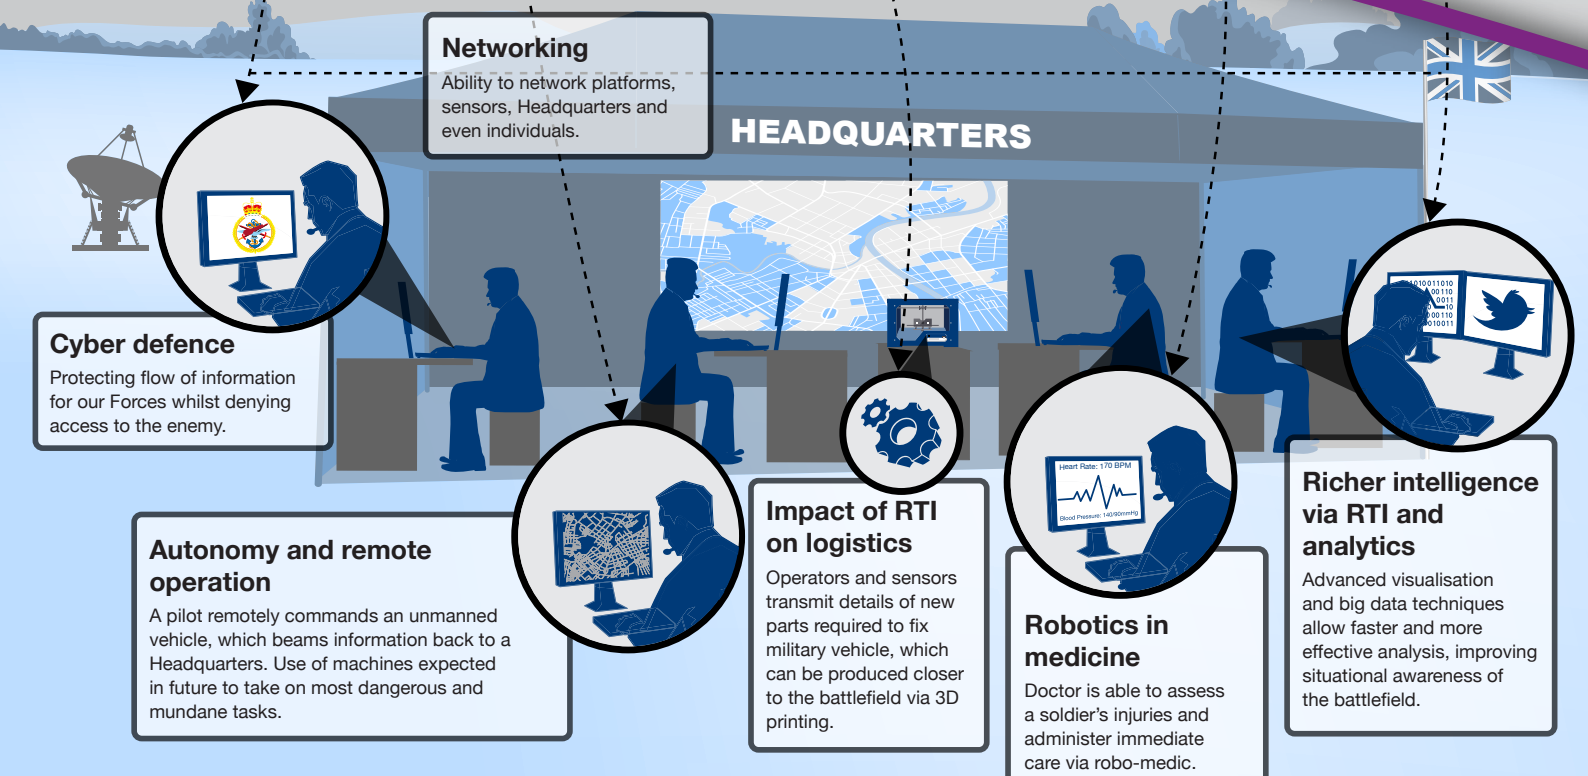 Networking
Ability to network platforms,
sensors, Headquarters and
even individuals.
HEADQUARTERS
Cyber defence
Protecting flow of information
for our Forces whilst denying
access to the enemy.
Autonomy and remote
operation
A pilot remotely commands an unmanned
vehicle, which beams information back to a
Headquarters. Use of machines expected
in future to take on most dangerous and
mundane tasks.
Impact of RTI
on logistics
Operators and sensors
transmit details of new
parts required to fix
military vehicle, which
can be produced closer
to the battlefield via 3D
printing.
Heart Rate: 170 BPM
Blood Pressure: 140/90mmHg
Robotics in
medicine
Doctor is able to assess
a soldier’s injuries and
administer immediate
care via robo-medic.
Richer intelligence
via RTI and
analytics
Advanced visualisation
and big data techniques
allow faster and more
effective analysis, improving
situational awareness of
the battlefield.